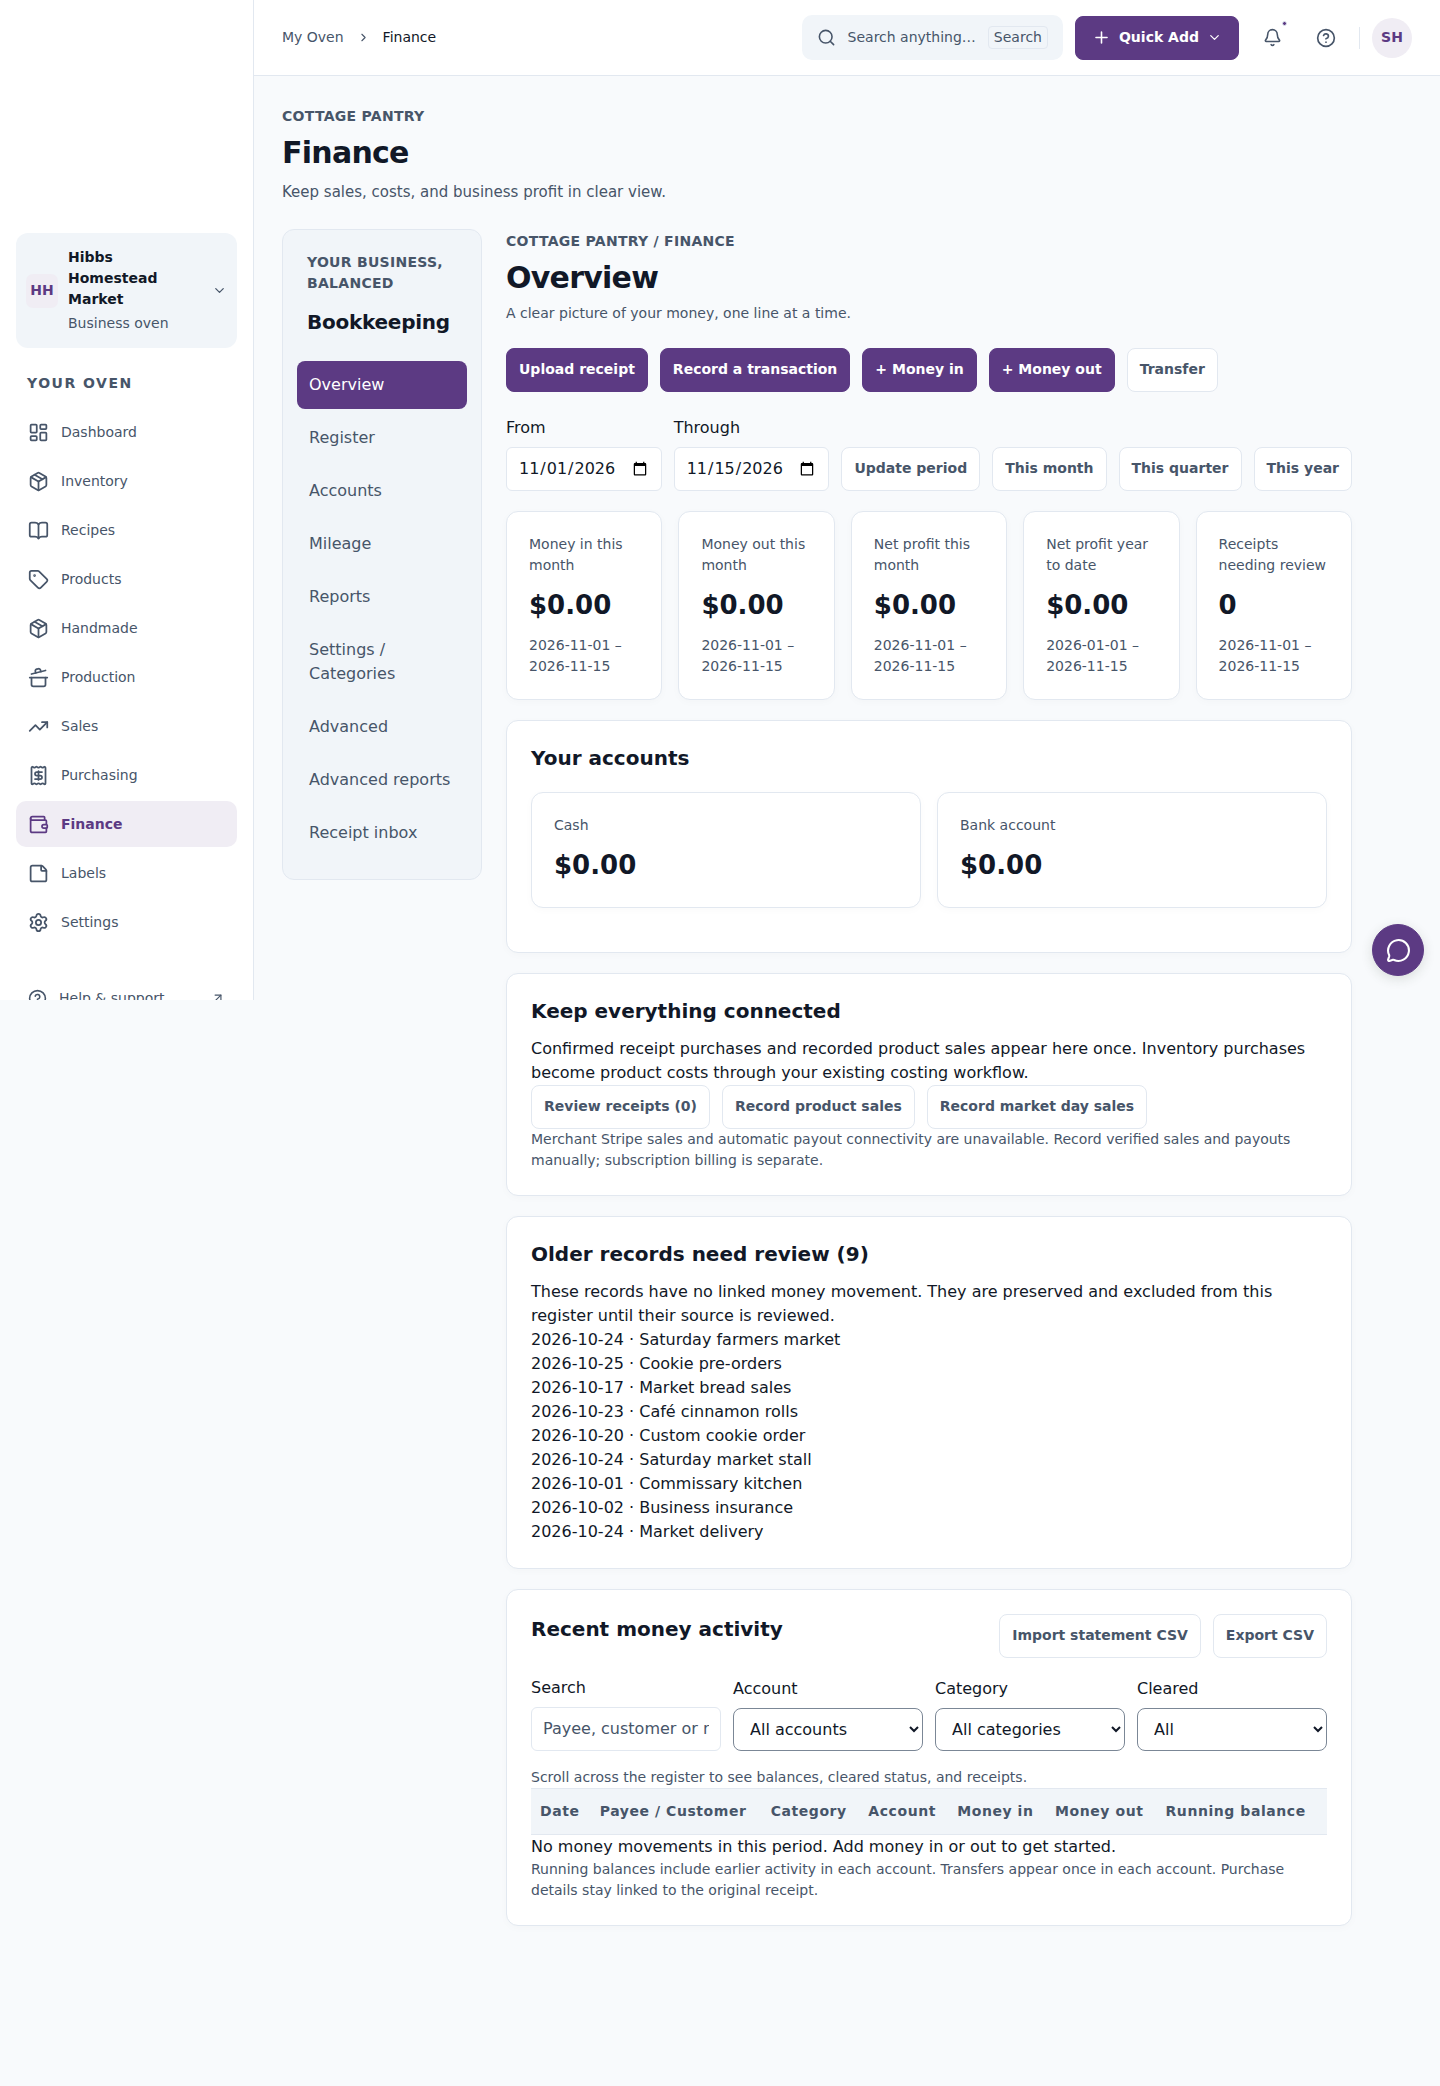 My Oven
Finance
Search anything...
Search
Quick Add
SH
HH
Hibbs
Homestead
Market
Business oven
YOUR OVEN
Dashboard
Inventory
Recipes
Products
Handmade
Production
Sales
Purchasing
Finance
Labels
Settings
Help & support
COTTAGE PANTRY
Finance
Keep sales, costs, and business profit in clear view.
YOUR BUSINESS,
BALANCED
Bookkeeping
Overview
Register
Accounts
Mileage
Reports
Settings /
Categories
Advanced
Advanced reports
Receipt inbox
COTTAGE PANTRY / FINANCE
Overview
A clear picture of your money, one line at a time.
Upload receipt
Record a transaction
+ Money in
+ Money out
Transfer
From
Through
11/01/2026
11/15/2026
Update period
This month
This quarter
This year
Money in this
month
$0.00
2026-11-01 –
2026-11-15
Money out this
month
$0.00
2026-11-01 –
2026-11-15
Net profit this
month
$0.00
2026-11-01 –
2026-11-15
Net profit year
to date
$0.00
2026-01-01 –
2026-11-15
Receipts
needing review
0
2026-11-01 –
2026-11-15
Your accounts
Cash
$0.00
Bank account
$0.00
Keep everything connected
Confirmed receipt purchases and recorded product sales appear here once. Inventory purchases
become product costs through your existing costing workflow.
Review receipts (0)
Record product sales
Record market day sales
Merchant Stripe sales and automatic payout connectivity are unavailable. Record verified sales and payouts
manually; subscription billing is separate.
Older records need review (9)
These records have no linked money movement. They are preserved and excluded from this
register until their source is reviewed.
2026-10-24 · Saturday farmers market
2026-10-25 · Cookie pre-orders
2026-10-17 · Market bread sales
2026-10-23 · Café cinnamon rolls
2026-10-20 · Custom cookie order
2026-10-24 · Saturday market stall
2026-10-01 · Commissary kitchen
2026-10-02 · Business insurance
2026-10-24 · Market delivery
Recent money activity
Import statement CSV
Export CSV
Search
Account
Category
Cleared
Payee, customer or r
All accounts
All categories
All
Scroll across the register to see balances, cleared status, and receipts.
Date
Payee / Customer
Category
Account
Money in
Money out
Running balance
No money movements in this period. Add money in or out to get started.
Running balances include earlier activity in each account. Transfers appear once in each account. Purchase
details stay linked to the original receipt.